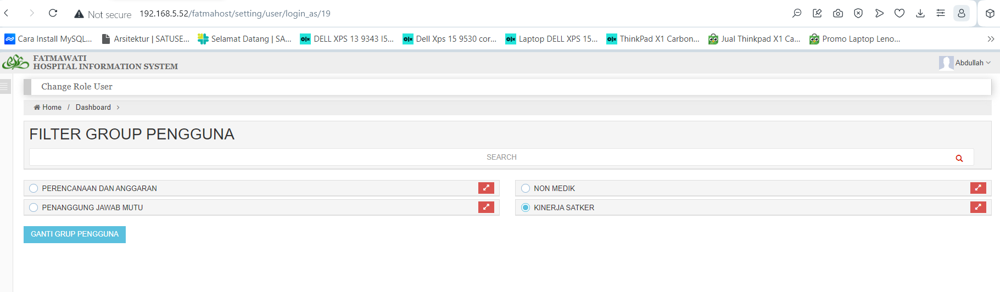 Not secure 192.168.5.52/fatmahost/setting/user/login_as/19
Cara Install MySQL... Arsitektur | SATUSE... Selamat Datang | SA... DELL XPS 13 9343 I5... Dell Xps 15 9530 cor... Laptop DELL XPS 15... ThinkPad X1 Carbon... Jual Thinkpad X1 Ca... Promo Laptop Leno...
FATMAWATI
HOSPITAL INFORMATION SYSTEM
Abdullah
Change Role User
Home / Dashboard >
FILTER GROUP PENGGUNA
SEARCH
PERENCANAAN DAN ANGGARAN
NON MEDIK
PENANGGUNG JAWAB MUTU
KINERJA SATKER
GANTI GRUP PENGGUNA